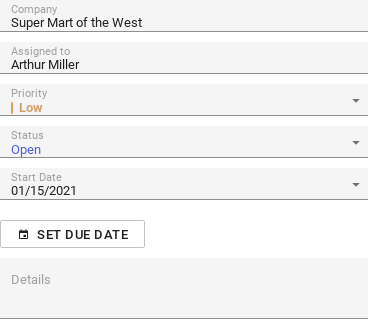 Company
Super Mart of the West
Assigned to
Arthur Miller
Priority
Low
Status
Open
Start Date
01/15/2021
SET DUE DATE
Details